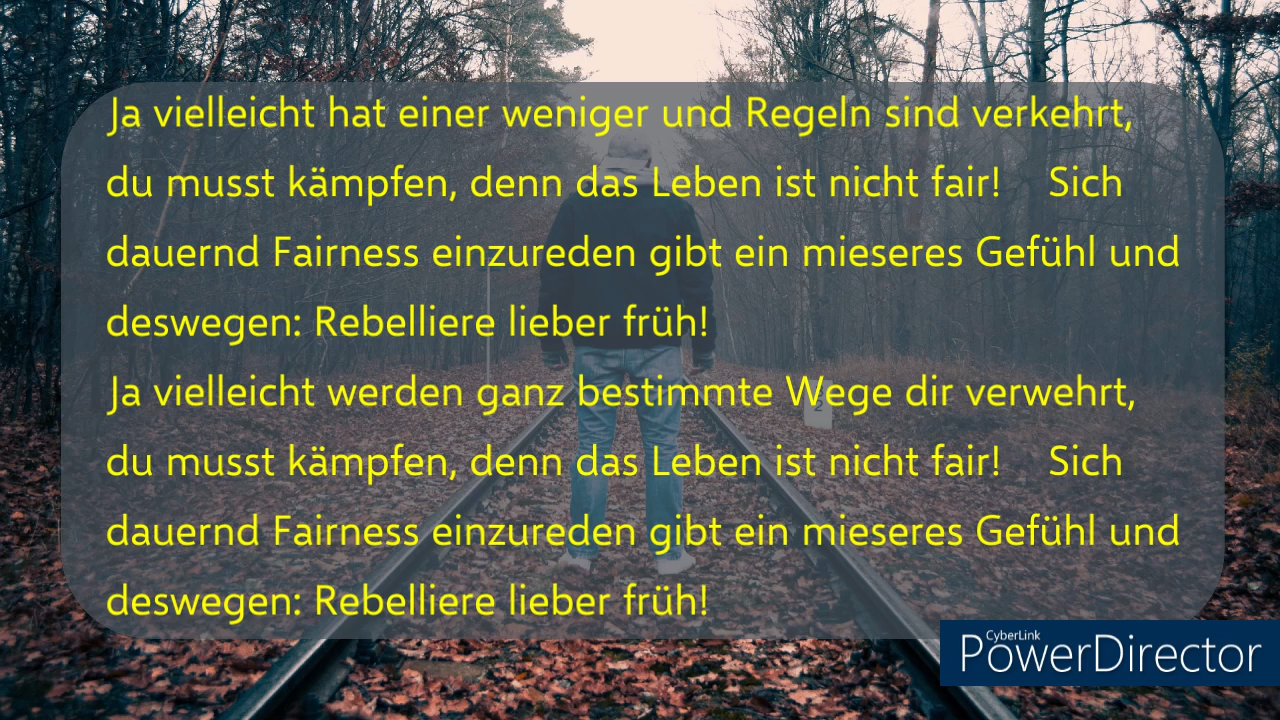 Ja vielleicht hat einer weniger und Regeln sind verkehrt,
du musst kämpfen, denn das Leben ist nicht fair! Sich
dauernd Fairness einzureden gibt ein mieseres Gefühl und
deswegen: Rebelliere lieber früh!
Ja vielleicht werden ganz bestimmte Wege dir verwehrt,
du musst kämpfen, denn das Leben ist nicht fair! Sich
dauernd Fairness einzureden gibt ein mieseres Gefühl und
deswegen: Rebelliere lieber früh!
2
CyberLink
PowerDirector